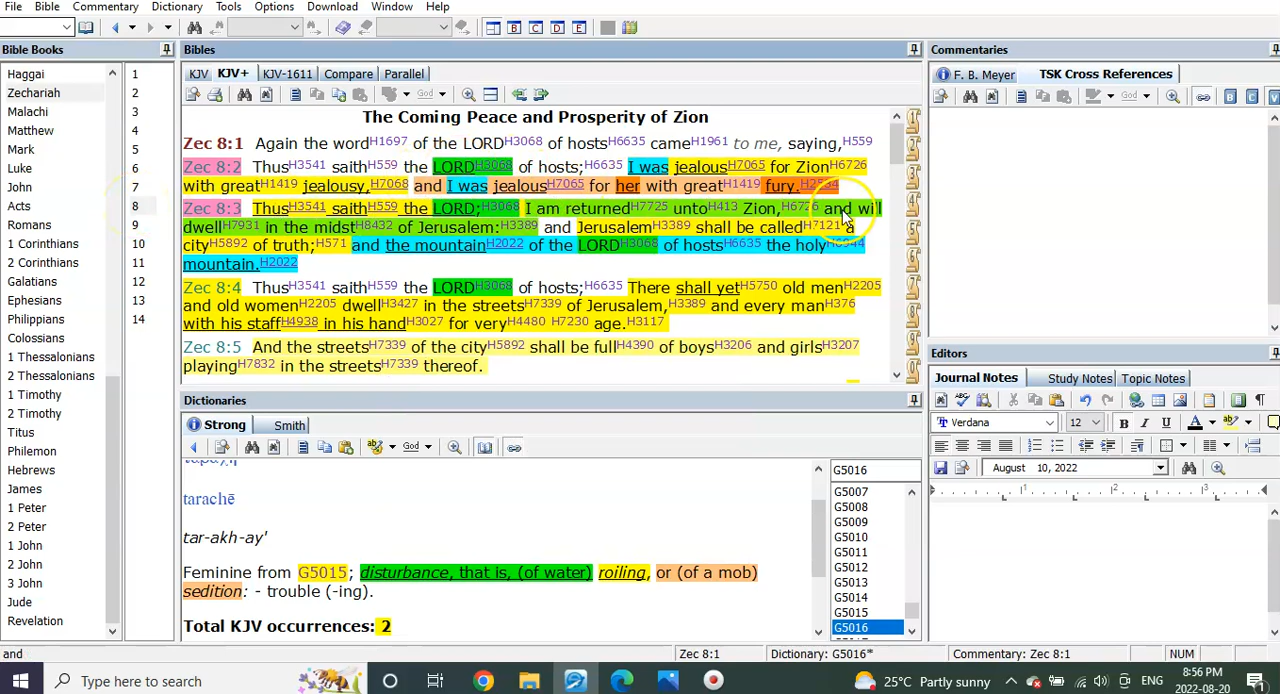 File Bible Commentary Dictionary Tools Options Download Window Help
B C D E
Bible Books
Bibles
Commentaries
Haggai 1
Zechariah 2
Malachi 3
Matthew 4
Mark 5
Luke 6
John 7
Acts 8
Romans 9
1 Corinthians 10
2 Corinthians 11
Galatians 12
Ephesians 13
Philippians 14
Colossians
1 Thessalonians
2 Thessalonians
1 Timothy
2 Timothy
Titus
Philemon
Hebrews
James
1 Peter
2 Peter
1 John
2 John
3 John
Jude
Revelation
KJV KJV+ KJV-1611 Compare Parallel
God
The Coming Peace and Prosperity of Zion
Zec 8:1 Again the wordH1697 of the LORDH3068 of hostsH6635 cameH1961 to me, saying,H559
Zec 8:2 ThusH3541 saithH559 the LORDH3068 of hosts;H6635 I was jealousH7065 for ZionH6726
with greatH1419 jealousy,H7068 and I was jealousH7065 for her with greatH1419 fury.H2534
Zec 8:3 ThusH3541 saithH559 the LORD;H3068 I am returnedH7725 untoH413 Zion,H6726 and will
dwellH7931 in the midstH8432 of Jerusalem:H3389 and JerusalemH3389 shall be calledH7121 a
cityH5892 of truth;H571 and the mountainH2022 of the LORDH3068 of hostsH6635 the holyH6944
mountain.H2022
Zec 8:4 ThusH3541 saithH559 the LORDH3068 of hosts;H6635 There shall yetH5750 old menH2205
and old womenH2205 dwellH3427 in the streetsH7339 of Jerusalem,H3389 and every manH376
with his staffH4938 in his handH3027 for veryH4480 H7230 age.H3117
Zec 8:5 And the streetsH7339 of the cityH5892 shall be fullH4390 of boysH3206 and girlsH3207
playingH7832 in the streetsH7339 thereof.
Dictionaries
Strong Smith
God
G5016
tarachē
tar-akh-ay'
Feminine from G5015; disturbance, that is, (of water) roiling, or (of a mob)
sedition: - trouble (-ing).
Total KJV occurrences: 2
G5007
G5008
G5009
G5010
G5011
G5012
G5013
G5014
G5015
G5016
F. B. Meyer TSK Cross References
God B C
Editors
Journal Notes Study Notes Topic Notes
Verdana 12 B I U A
August 10, 2022
1 2 3
and Zec 8:1 Dictionary: G5016* Commentary: Zec 8:1 NUM
Type here to search
25°C Partly sunny ENG
8:56 PM
2022-08-20
1